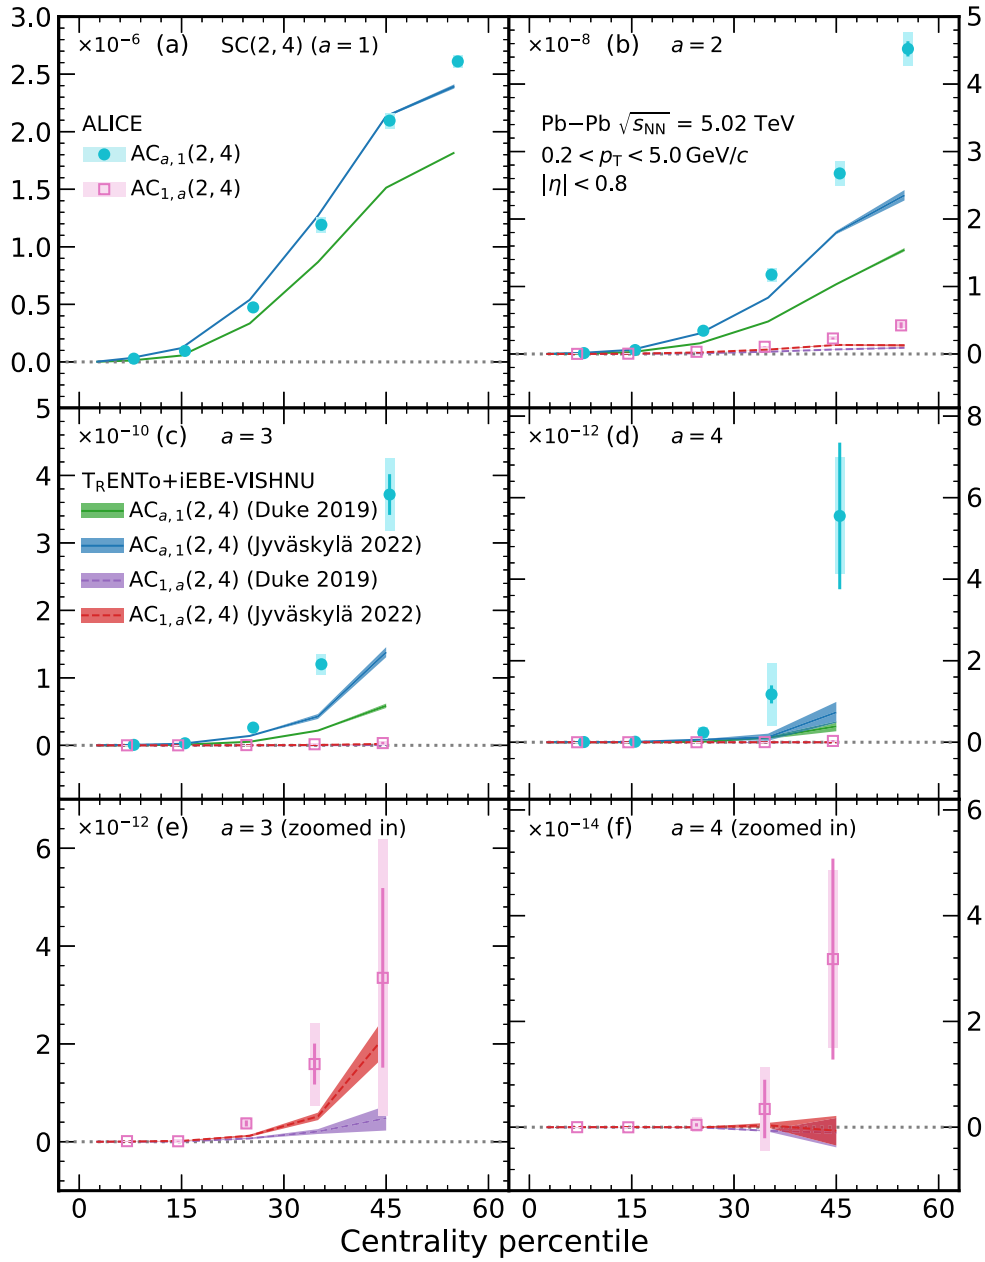 ×10⁻⁶ (a) SC(2, 4) (a = 1)
3.0
2.5
2.0
1.5
1.0
0.5
0.0
ALICE
AC_{a,1}(2, 4)
AC_{1,a}(2, 4)
×10⁻⁸ (b) a = 2
Pb−Pb √s_NN = 5.02 TeV
0.2 < p_T < 5.0 GeV/c
|η| < 0.8
5
4
3
2
1
0
×10⁻¹⁰ (c) a = 3
5
4
3
2
1
0
T_RENTo+iEBE-VISHNU
AC_{a,1}(2, 4) (Duke 2019)
AC_{a,1}(2, 4) (Jyväskylä 2022)
AC_{1,a}(2, 4) (Duke 2019)
AC_{1,a}(2, 4) (Jyväskylä 2022)
×10⁻¹² (d) a = 4
8
6
4
2
0
×10⁻¹² (e) a = 3 (zoomed in)
6
4
2
0
0 15 30 45 60
×10⁻¹⁴ (f) a = 4 (zoomed in)
6
4
2
0
0 15 30 45 60
Centrality percentile